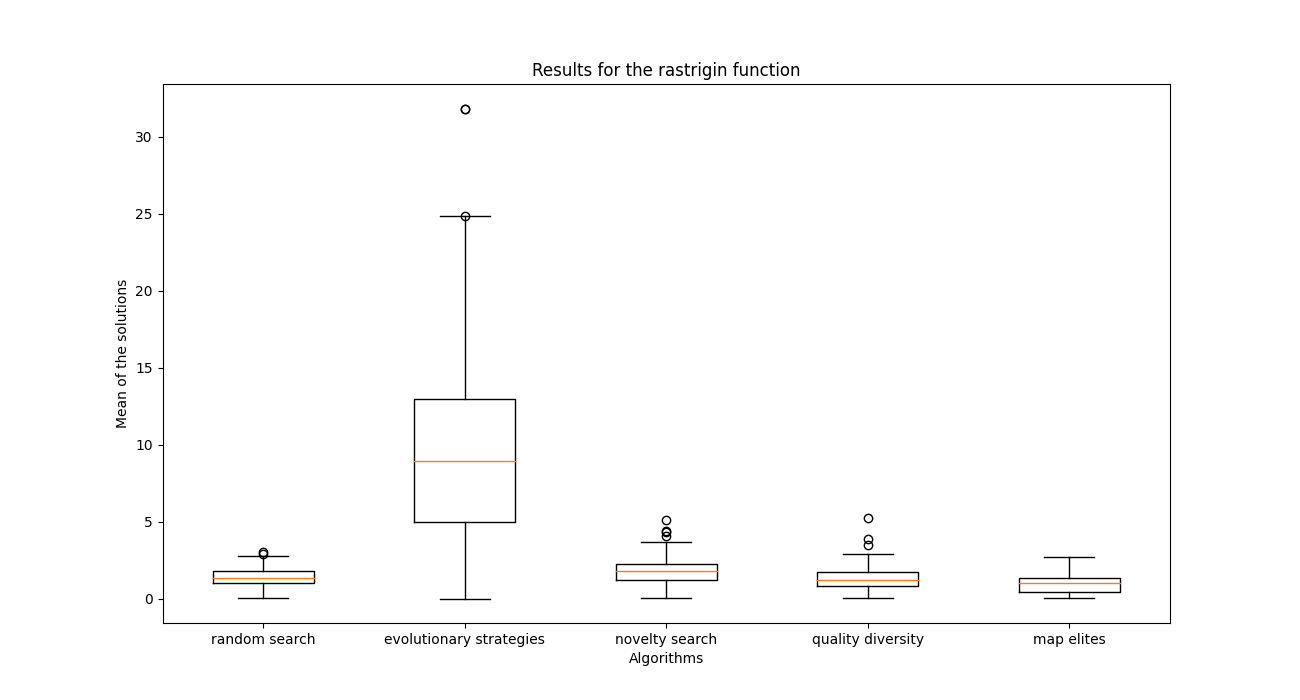 Results for the rastrigin function
Mean of the solutions
30
25
20
15
10
5
0
random search evolutionary strategies novelty search quality diversity map elites
Algorithms